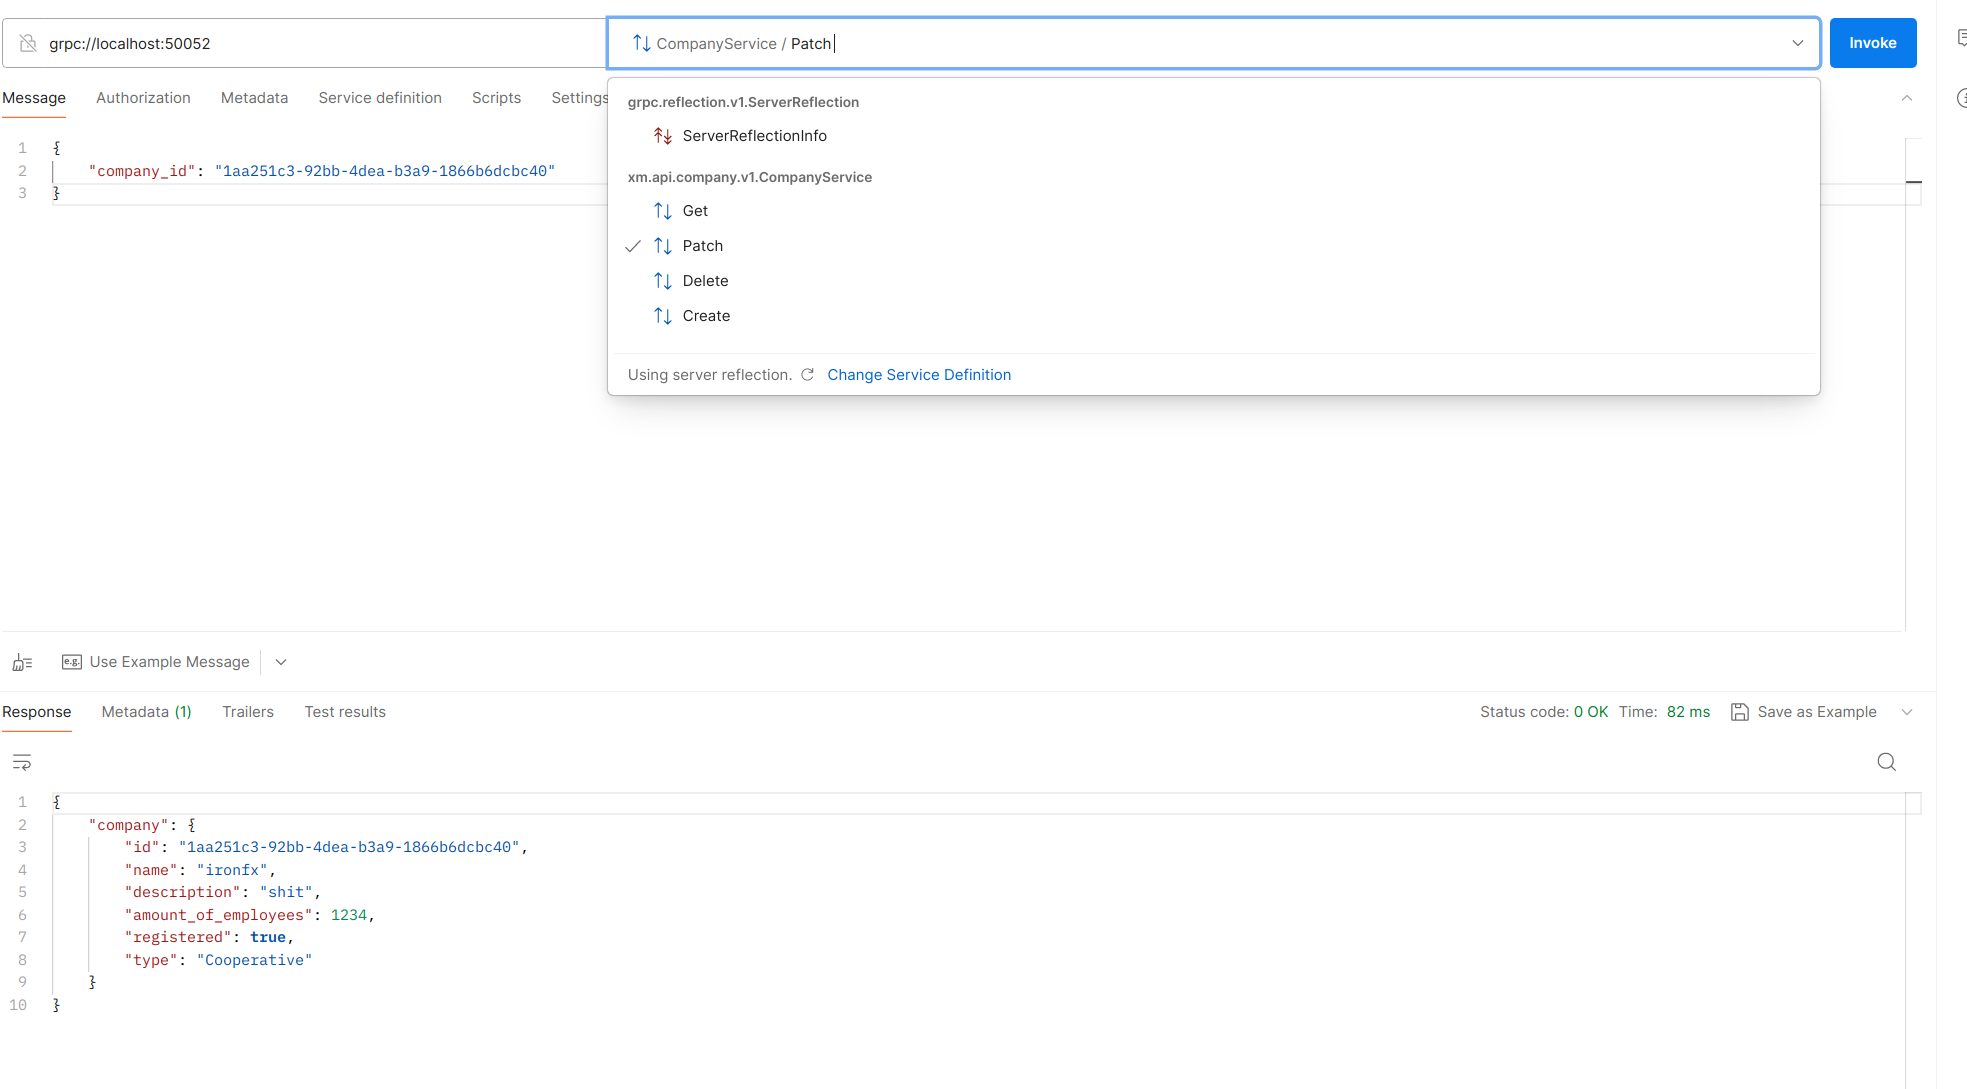 grpc://localhost:50052
CompanyService / Patch
Invoke
Message Authorization Metadata Service definition Scripts Settings
grpc.reflection.v1.ServerReflection
ServerReflectionInfo
xm.api.company.v1.CompanyService
Get
Patch
Delete
Create
Using server reflection. Change Service Definition
1 {
2 "company_id": "1aa251c3-92bb-4dea-b3a9-1866b6dcbc40"
3 }
e.g. Use Example Message
Response Metadata (1) Trailers Test results
Status code: 0 OK Time: 82 ms Save as Example
1 {
2 "company": {
3 "id": "1aa251c3-92bb-4dea-b3a9-1866b6dcbc40",
4 "name": "ironfx",
5 "description": "shit",
6 "amount_of_employees": 1234,
7 "registered": true,
8 "type": "Cooperative"
9 }
10 }